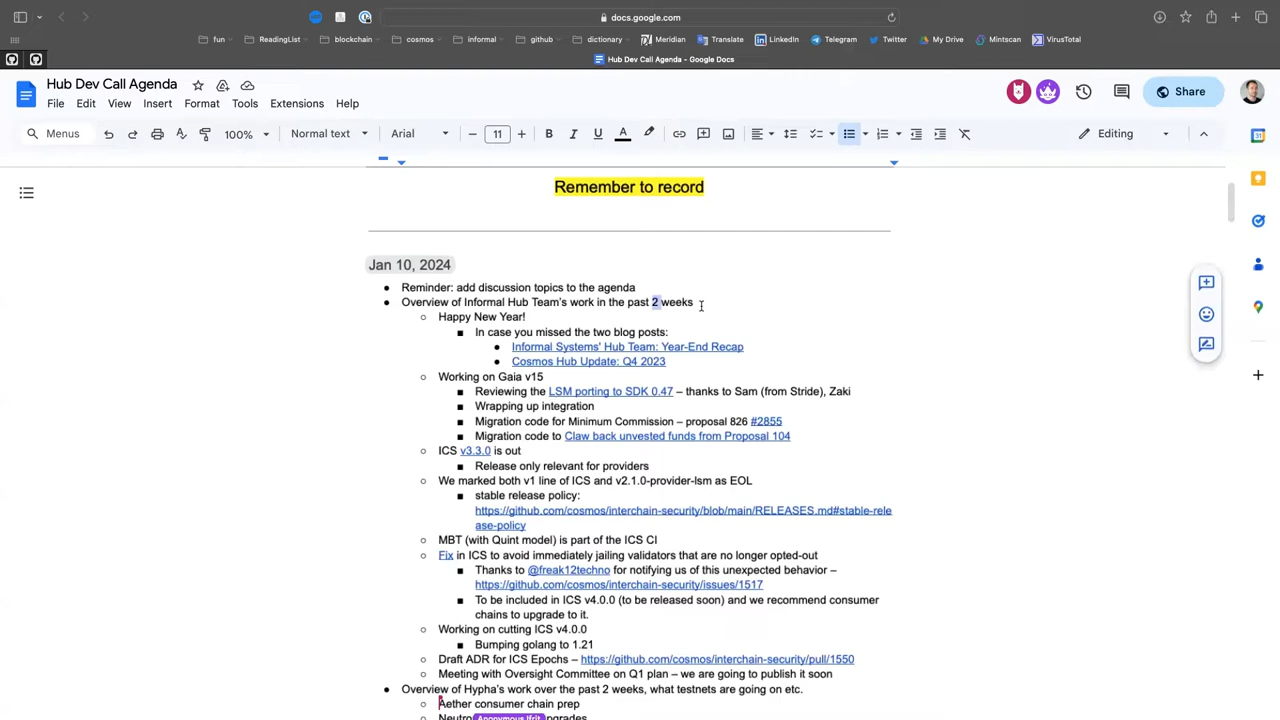 docs.google.com
fun
ReadingList
blockchain
cosmos
informal
github
dictionary
Meridian
Translate
LinkedIn
Telegram
Twitter
My Drive
Mintscan
VirusTotal
Hub Dev Call Agenda - Google Docs
Hub Dev Call Agenda
Share
File Edit View Insert Format Tools Extensions Help
Menus 100% Normal text Arial 11 Editing
Remember to record
Jan 10, 2024
Reminder: add discussion topics to the agenda
Overview of Informal Hub Team's work in the past 2 weeks
Happy New Year!
In case you missed the two blog posts:
Informal Systems' Hub Team: Year-End Recap
Cosmos Hub Update: Q4 2023
Working on Gaia v15
Reviewing the LSM porting to SDK 0.47 – thanks to Sam (from Stride), Zaki
Wrapping up integration
Migration code for Minimum Commission – proposal 826 #2855
Migration code to Claw back unvested funds from Proposal 104
ICS v3.3.0 is out
Release only relevant for providers
We marked both v1 line of ICS and v2.1.0-provider-lsm as EOL
stable release policy:
https://github.com/cosmos/interchain-security/blob/main/RELEASES.md#stable-rele
ase-policy
MBT (with Quint model) is part of the ICS CI
Fix in ICS to avoid immediately jailing validators that are no longer opted-out
Thanks to @freak12techno for notifying us of this unexpected behavior –
https://github.com/cosmos/interchain-security/issues/1517
To be included in ICS v4.0.0 (to be released soon) and we recommend consumer
chains to upgrade to it.
Working on cutting ICS v4.0.0
Bumping golang to 1.21
Draft ADR for ICS Epochs – https://github.com/cosmos/interchain-security/pull/1550
Meeting with Oversight Committee on Q1 plan – we are going to publish it soon
Overview of Hypha's work over the past 2 weeks, what testnets are going on etc.
Aether consumer chain prep